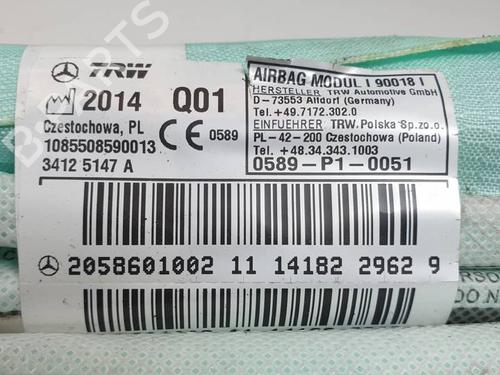 TRW
2014 Q01
Czestochowa, PL
0589
1085508590013
3412 5147 A
AIRBAG MODUL I 90018 I
HERSTELLER TRW Automotive GmbH
D-73553 Alfdorf (Germany)
Tel.+49.7172.302.0
EINFUEHRER TRW.Polska Sp.zo.o
PL-42-200 Czestochowa (Poland)
Tel.+48.34.343.1003
0589-P1-0051
2058601002 11 14182 2962 9
DO N